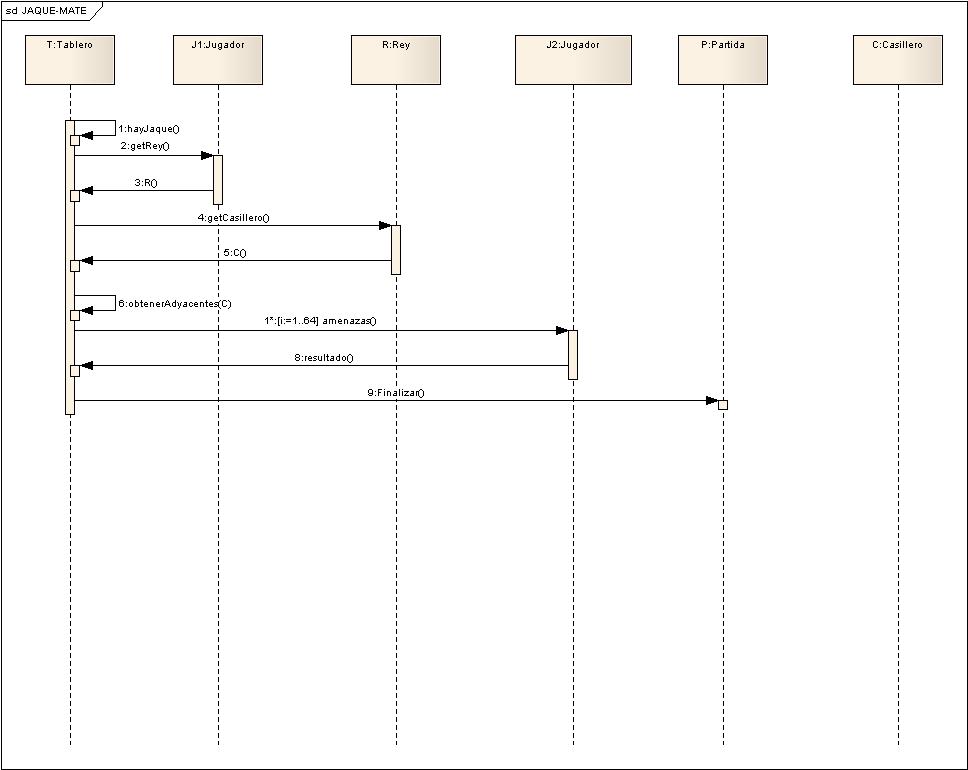 sd JAQUE-MATE
T:Tablero
J1:Jugador
R:Rey
J2:Jugador
P:Partida
C:Casillero
1:hayJaque()
2:getRey()
3:R()
4:getCasillero()
5:C()
6:obtenerAdyacentes(C)
1*:[i:=1..64] amenazas()
8:resultado()
9:Finalizar()